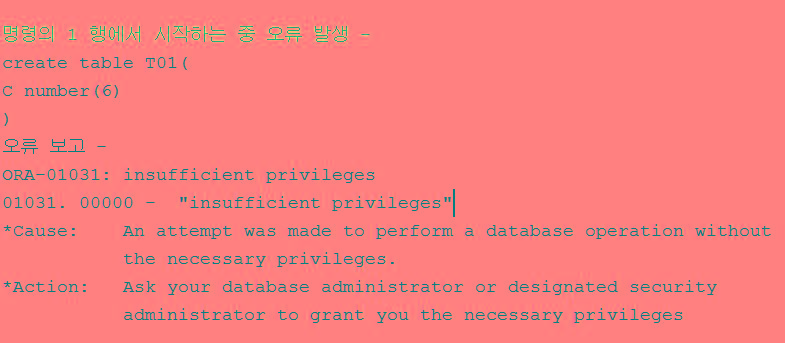 명령의 1 행에서 시작하는 중 오류 발생 -
create table T01(
C number(6)
)
오류 보고 -
ORA-01031: insufficient privileges
01031. 00000 -  "insufficient privileges"
*Cause:    An attempt was made to perform a database operation without
           the necessary privileges.
*Action:   Ask your database administrator or designated security
           administrator to grant you the necessary privileges